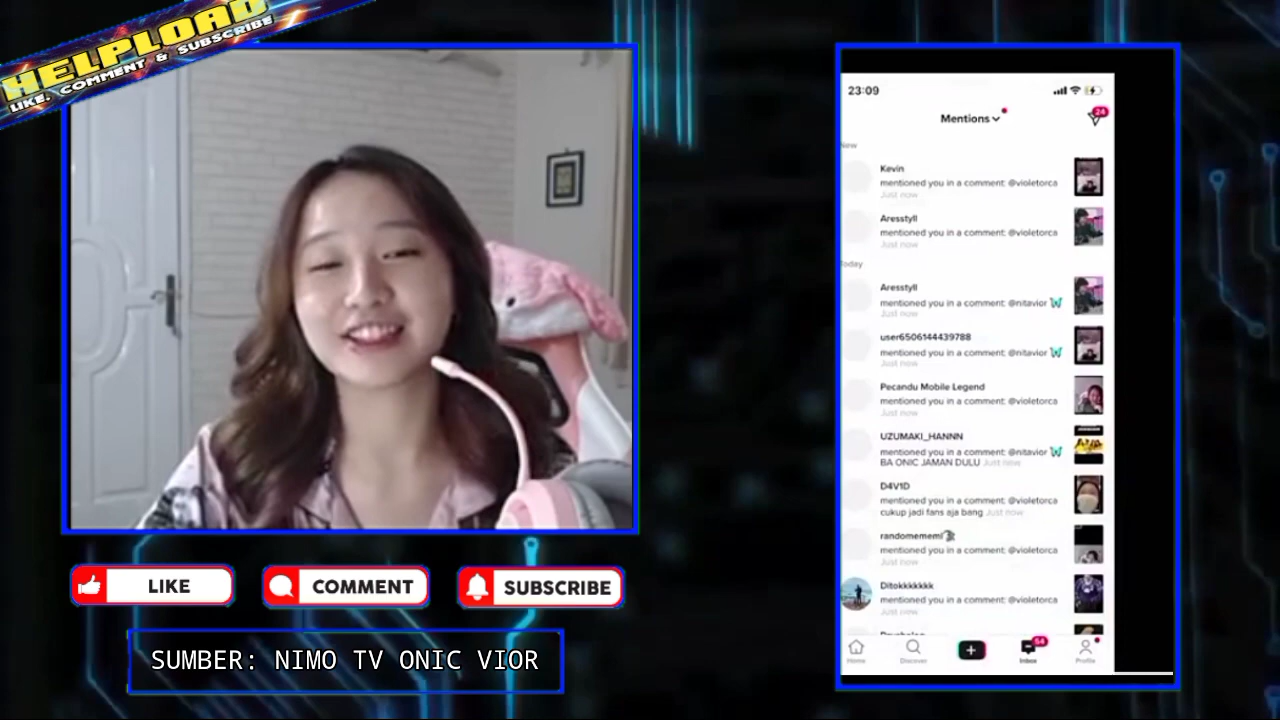 HELPLOAD
LIKE, COMMENT & SUBSCRIBE
23:09
Mentions
24
New
Kevin
mentioned you in a comment: @violetorca
Just now
Aresstyll
mentioned you in a comment: @violetorca
Just now
Today
Aresstyll
mentioned you in a comment: @nitavior
Just now
user6506144439788
mentioned you in a comment: @nitavior
Just now
Pecandu Mobile Legend
mentioned you in a comment: @violetorca
Just now
UZUMAKI_HANNN
mentioned you in a comment: @nitavior
BA ONIC JAMAN DULU Just now
D4V1D
mentioned you in a comment: @violetorca
cukup jadi fans aja bang Just now
randomememi
mentioned you in a comment: @violetorca
Just now
Ditokkkkkkk
mentioned you in a comment: @violetorca
Just now
Home
Discover
54
Inbox
Profile
LIKE
COMMENT
SUBSCRIBE
SUMBER: NIMO TV ONIC VIOR